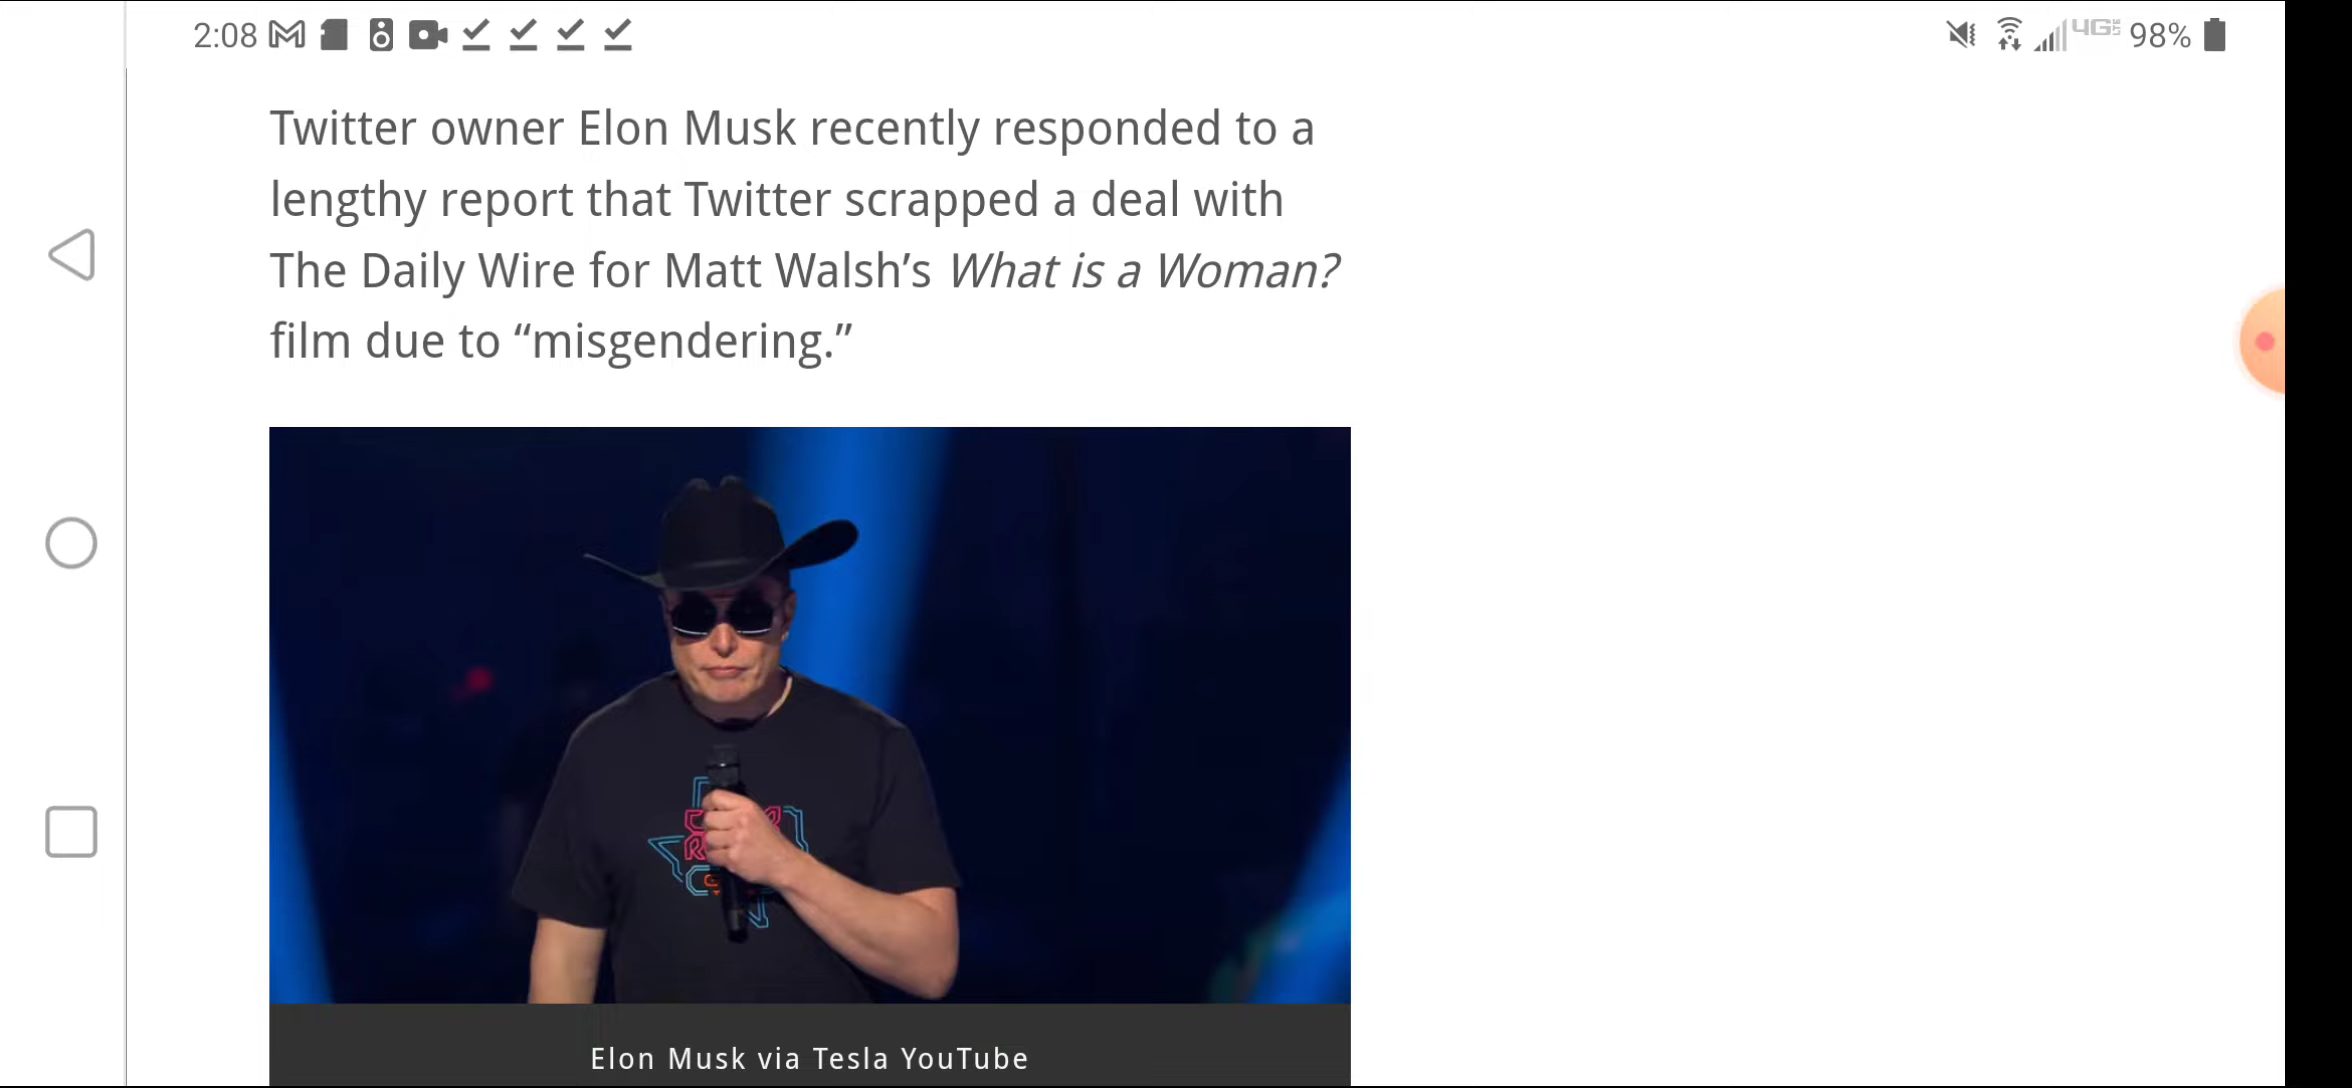 2:08
4G
98%
Twitter owner Elon Musk recently responded to a
lengthy report that Twitter scrapped a deal with
The Daily Wire for Matt Walsh’s What is a Woman?
film due to “misgendering.”
Elon Musk via Tesla YouTube